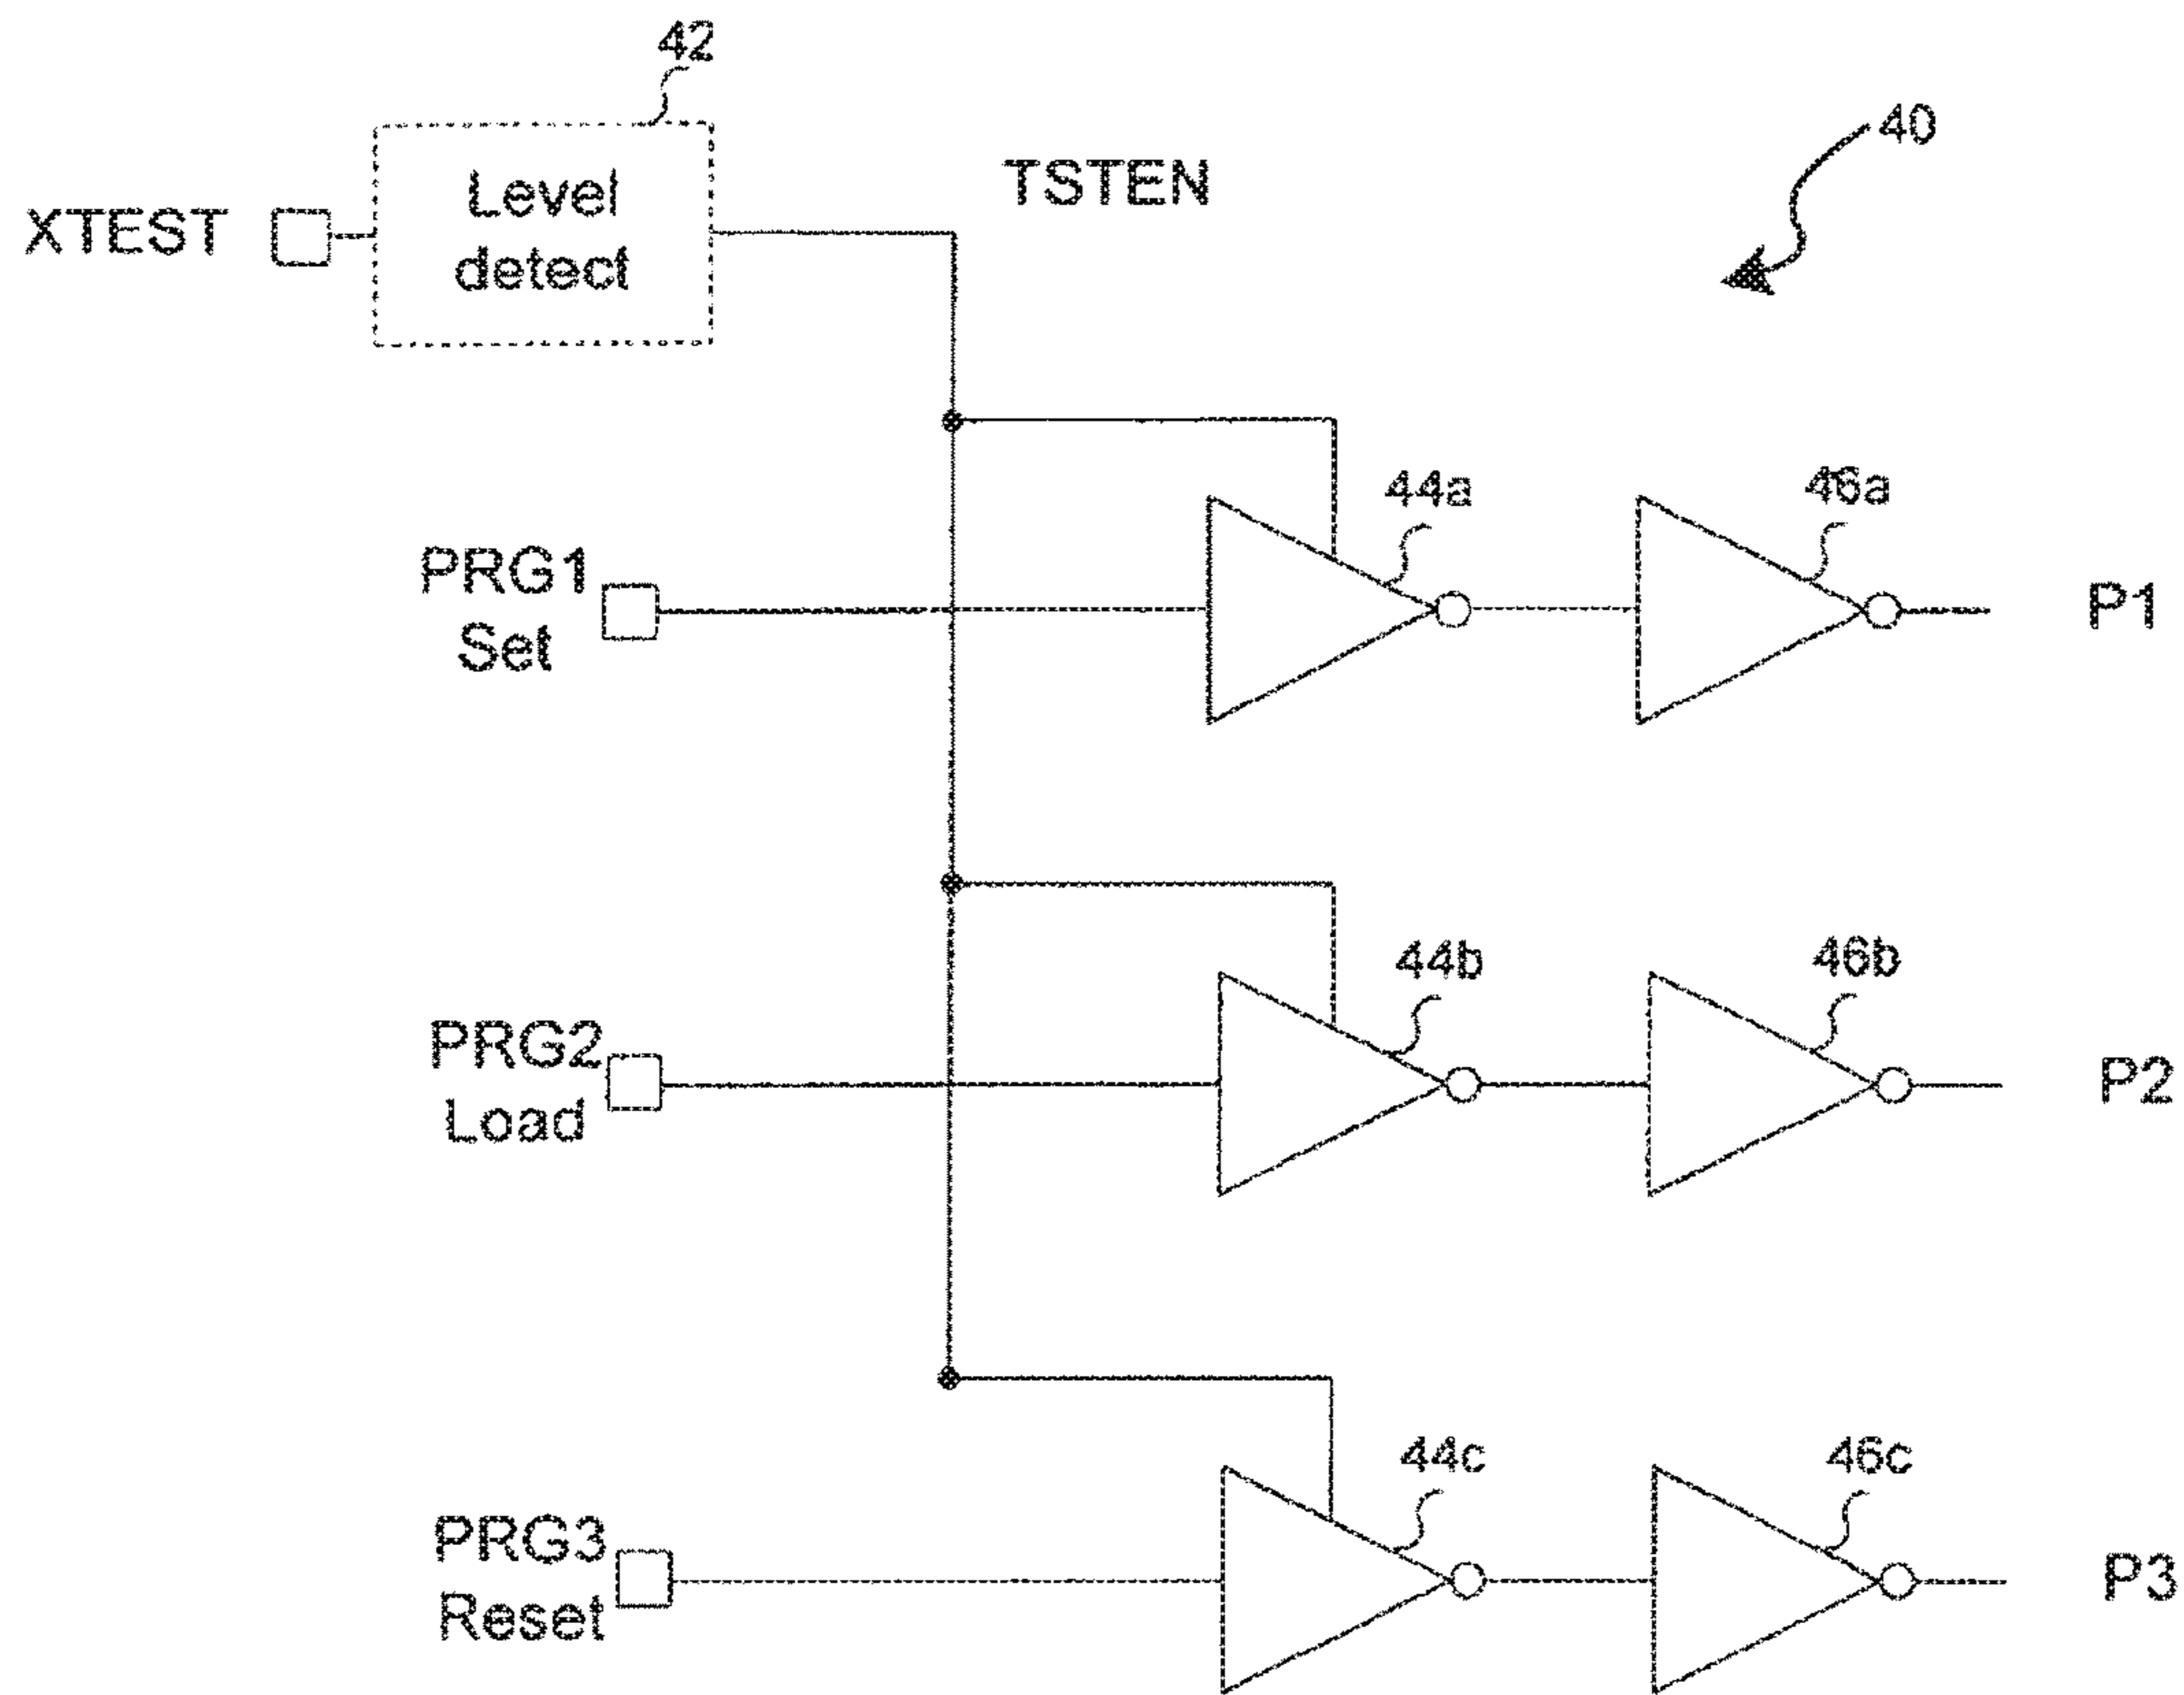 42
40
Level
detect
TSTEN
XTEST
44a
46a
PRG1
Set
P1
44b
46b
PRG2
Load
P2
44c
46c
PRG3
Reset
P3